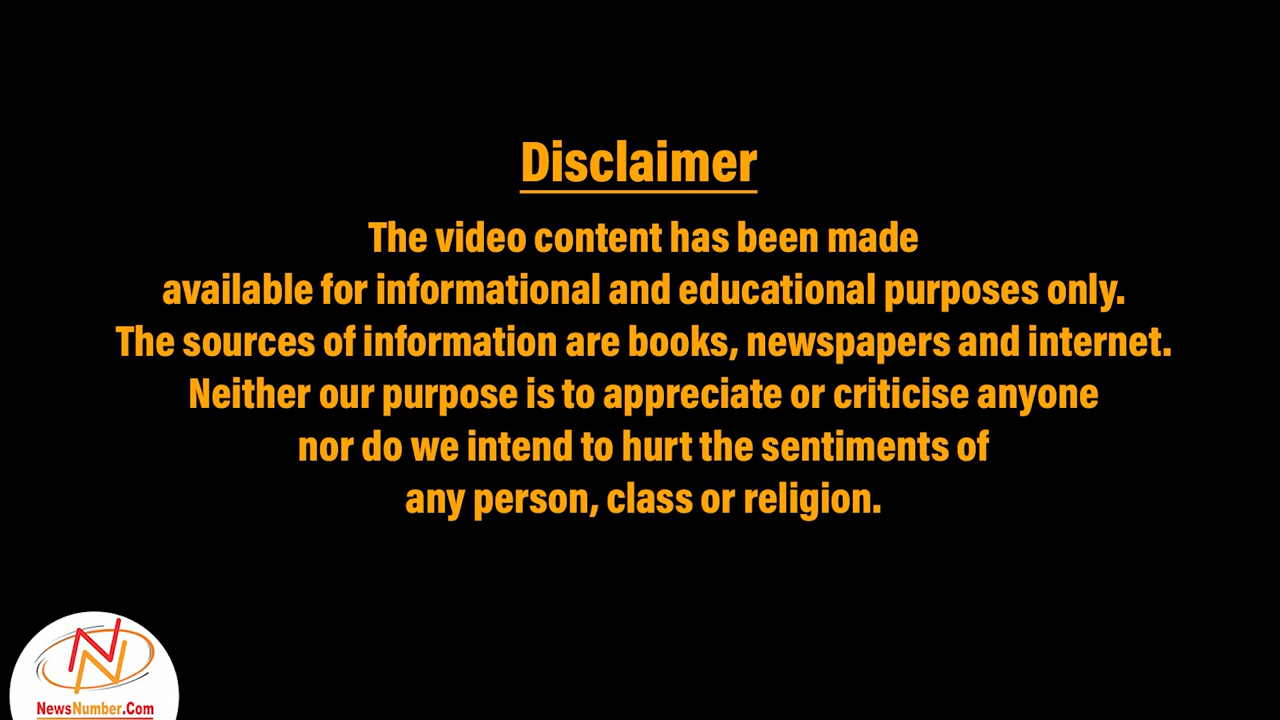 Disclaimer
The video content has been made
available for informational and educational purposes only.
The sources of information are books, newspapers and internet.
Neither our purpose is to appreciate or criticise anyone
nor do we intend to hurt the sentiments of
any person, class or religion.
NN
NewsNumber.Com